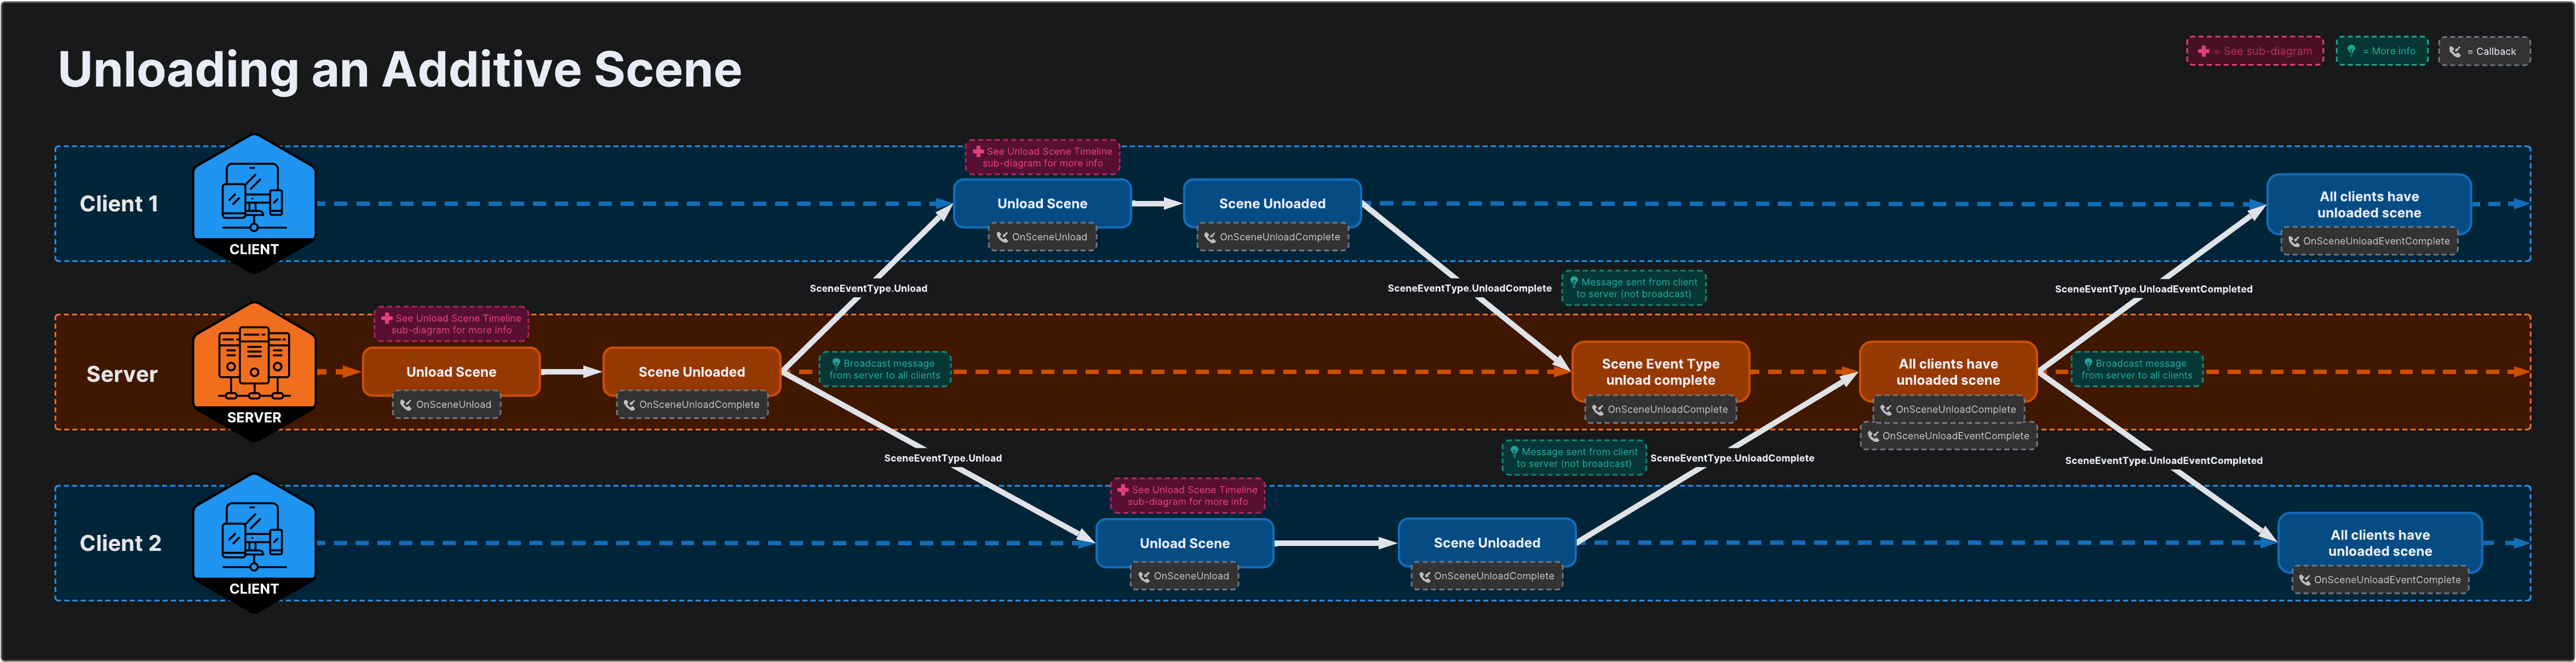 Unloading an Additive Scene
= See sub-diagram
= More info
= Callback
Client 1
CLIENT
See Unload Scene Timeline
sub-diagram for more info
Unload Scene
OnSceneUnload
Scene Unloaded
OnSceneUnloadComplete
All clients have
unloaded scene
OnSceneUnloadEventComplete
SceneEventType.Unload
SceneEventType.UnloadComplete
Message sent from client
to server (not broadcast)
SceneEventType.UnloadEventCompleted
Server
SERVER
See Unload Scene Timeline
sub-diagram for more info
Unload Scene
OnSceneUnload
Scene Unloaded
OnSceneUnloadComplete
Broadcast message
from server to all clients
Scene Event Type
unload complete
OnSceneUnloadComplete
All clients have
unloaded scene
OnSceneUnloadComplete
OnSceneUnloadEventComplete
Broadcast message
from server to all clients
SceneEventType.Unload
Message sent from client
to server (not broadcast)
SceneEventType.UnloadComplete
SceneEventType.UnloadEventCompleted
Client 2
CLIENT
See Unload Scene Timeline
sub-diagram for more info
Unload Scene
OnSceneUnload
Scene Unloaded
OnSceneUnloadComplete
All clients have
unloaded scene
OnSceneUnloadEventComplete